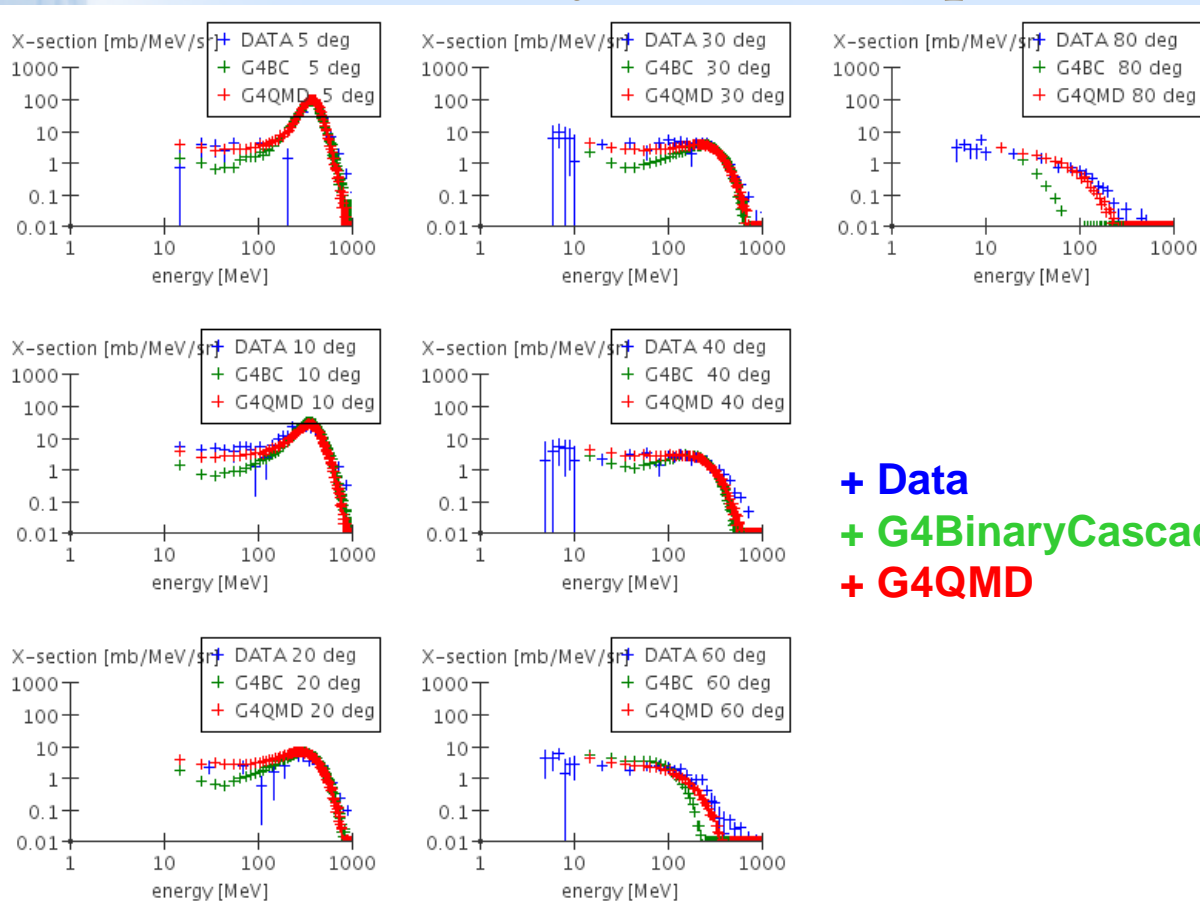 X-section [mb/MeV/sr]
DATA 5 deg
G4BC 5 deg
G4QMD 5 deg
1000
100
10
1
0.1
0.01
1 10 100 1000
energy [MeV]
X-section [mb/MeV/sr]
DATA 30 deg
G4BC 30 deg
G4QMD 30 deg
1000
100
10
1
0.1
0.01
1 10 100 1000
energy [MeV]
X-section [mb/MeV/sr]
DATA 80 deg
G4BC 80 deg
G4QMD 80 deg
1000
100
10
1
0.1
0.01
1 10 100 1000
energy [MeV]
X-section [mb/MeV/sr]
DATA 10 deg
G4BC 10 deg
G4QMD 10 deg
1000
100
10
1
0.1
0.01
1 10 100 1000
energy [MeV]
X-section [mb/MeV/sr]
DATA 40 deg
G4BC 40 deg
G4QMD 40 deg
1000
100
10
1
0.1
0.01
1 10 100 1000
energy [MeV]
+ Data
+ G4BinaryCascad
+ G4QMD
X-section [mb/MeV/sr]
DATA 20 deg
G4BC 20 deg
G4QMD 20 deg
1000
100
10
1
0.1
0.01
1 10 100 1000
energy [MeV]
X-section [mb/MeV/sr]
DATA 60 deg
G4BC 60 deg
G4QMD 60 deg
1000
100
10
1
0.1
0.01
1 10 100 1000
energy [MeV]